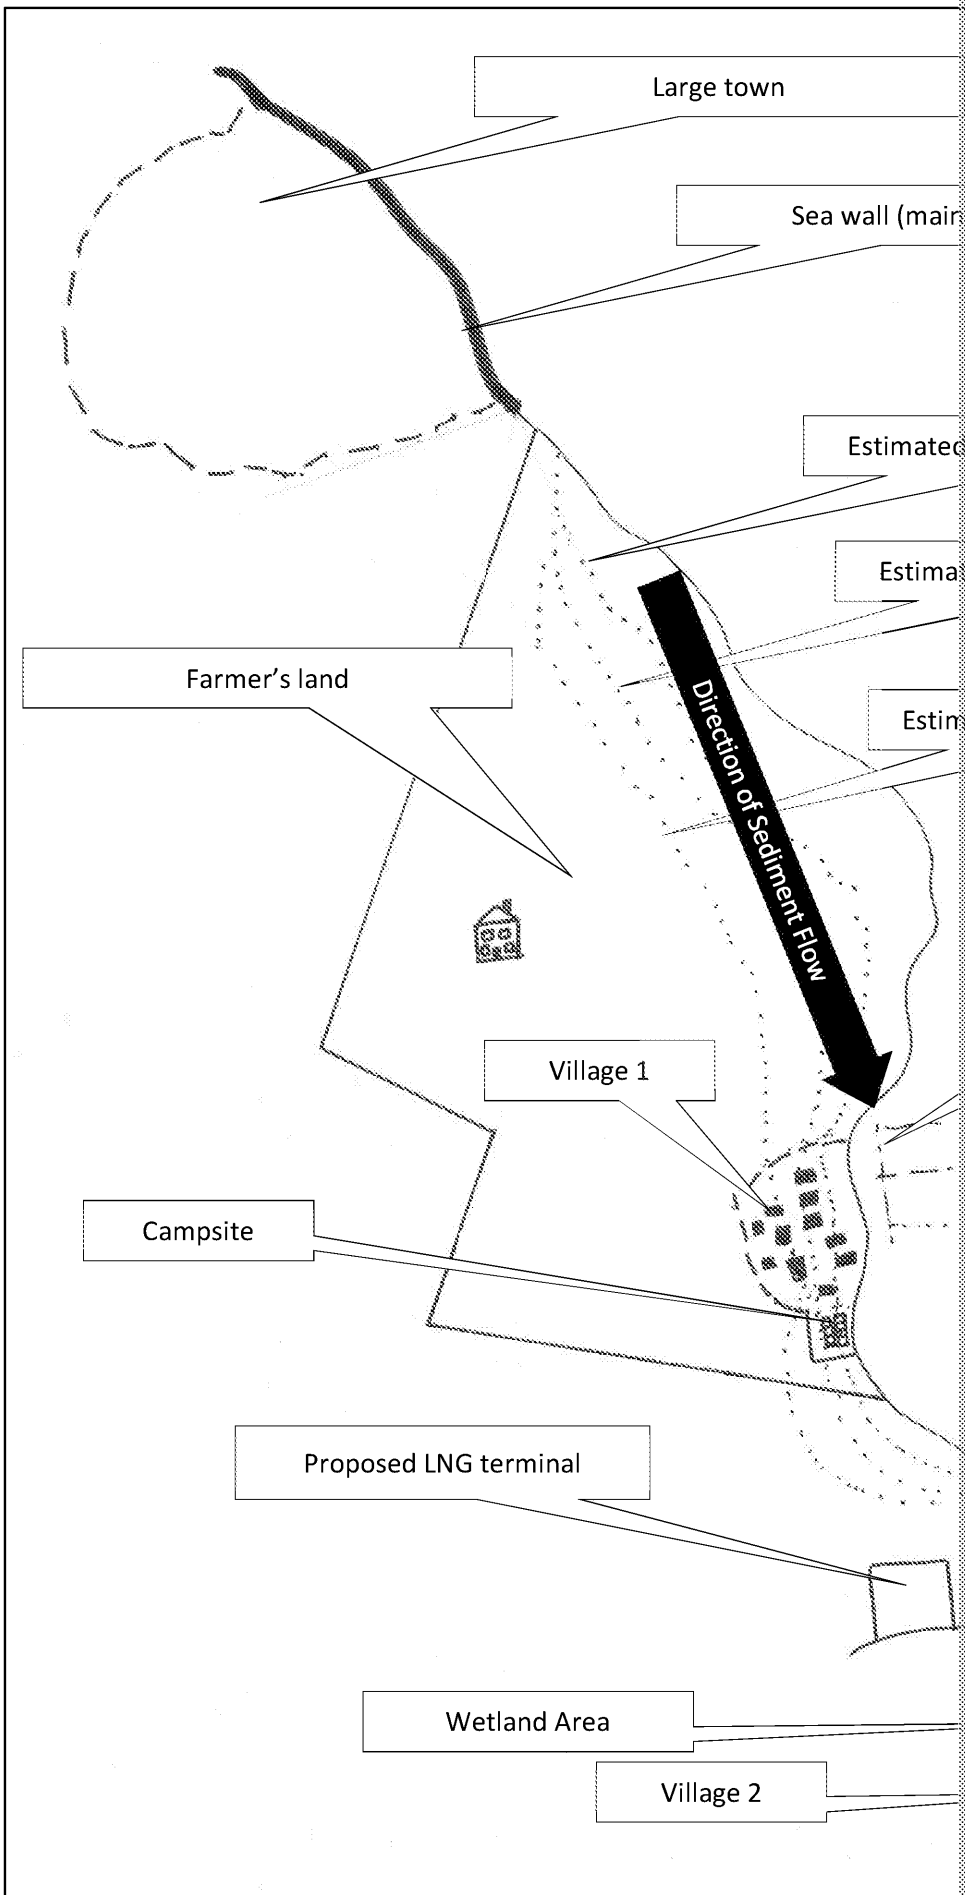 Large town
Sea wall (main
Estimated
Estima
Farmer's land
Estim
Direction of Sediment Flow
Village 1
Campsite
Proposed LNG terminal
Wetland Area
Village 2